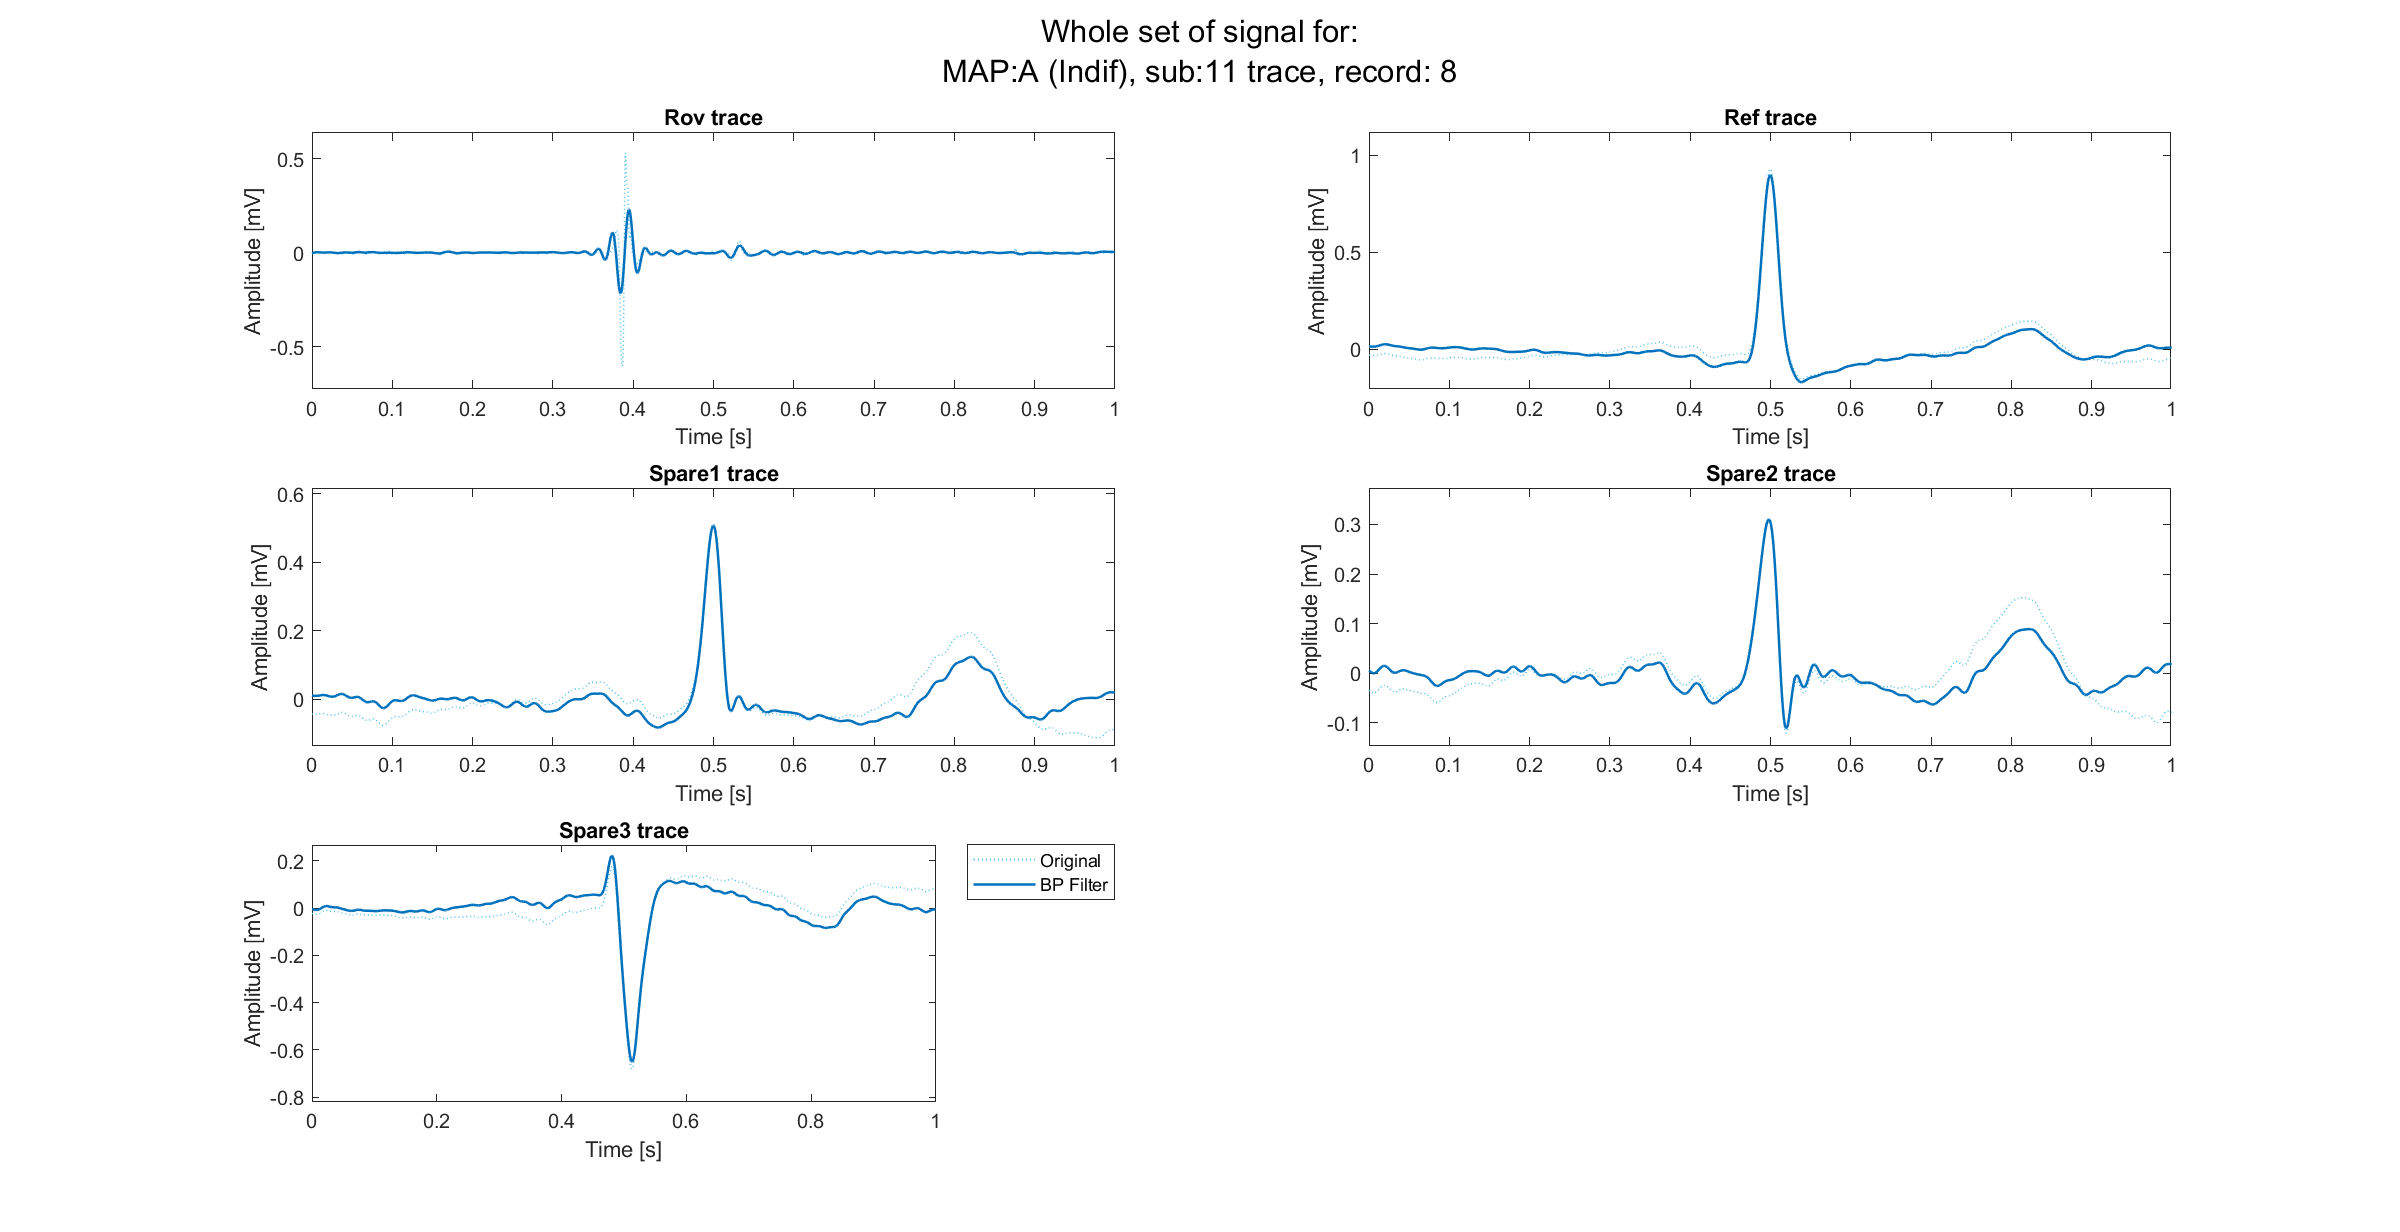 Whole set of signal for:
MAP:A (Indif), sub:11 trace, record: 8
Rov trace
0.5
0
-0.5
Amplitude [mV]
0 0.1 0.2 0.3 0.4 0.5 0.6 0.7 0.8 0.9 1
Time [s]
Ref trace
1
0.5
0
Amplitude [mV]
0 0.1 0.2 0.3 0.4 0.5 0.6 0.7 0.8 0.9 1
Time [s]
Spare1 trace
0.6
0.4
0.2
0
Amplitude [mV]
0 0.1 0.2 0.3 0.4 0.5 0.6 0.7 0.8 0.9 1
Time [s]
Spare2 trace
0.3
0.2
0.1
0
-0.1
Amplitude [mV]
0 0.1 0.2 0.3 0.4 0.5 0.6 0.7 0.8 0.9 1
Time [s]
Spare3 trace
0.2
0
-0.2
-0.4
-0.6
-0.8
Amplitude [mV]
0 0.2 0.4 0.6 0.8 1
Time [s]
Original
BP Filter